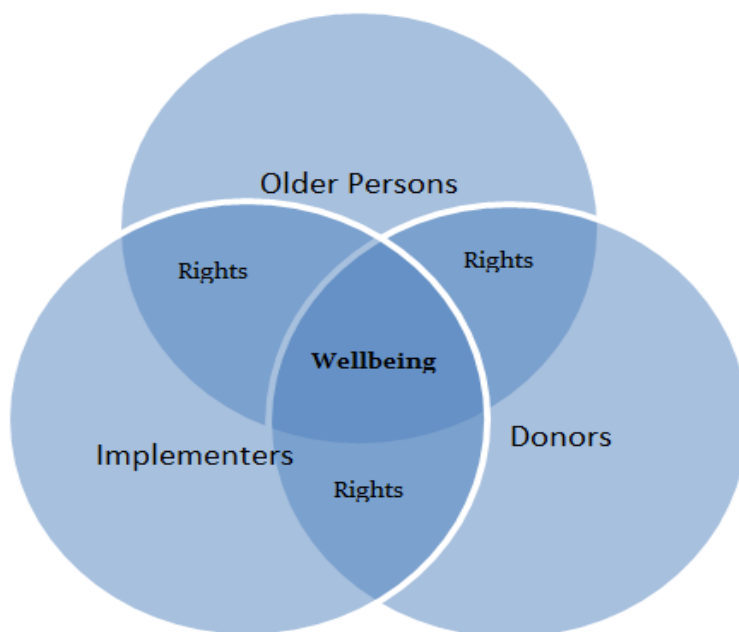 Older Persons
Rights
Rights
Wellbeing
Implementers
Donors
Rights